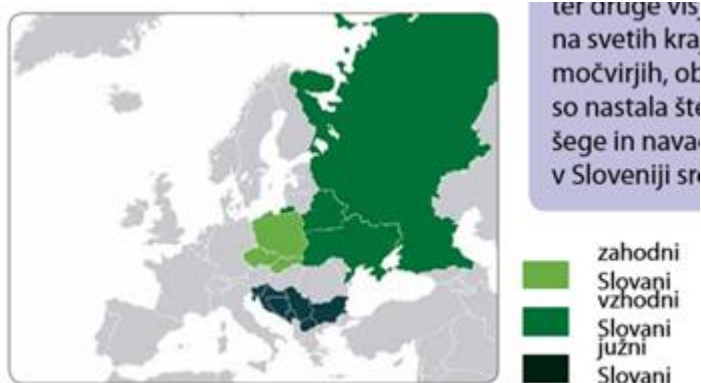 ter druge
na svetih
močvirjih,
so nastala
šege in
v Sloveniji
zahodni
Slovani
vzhodni
Slovani
južni
Slovani